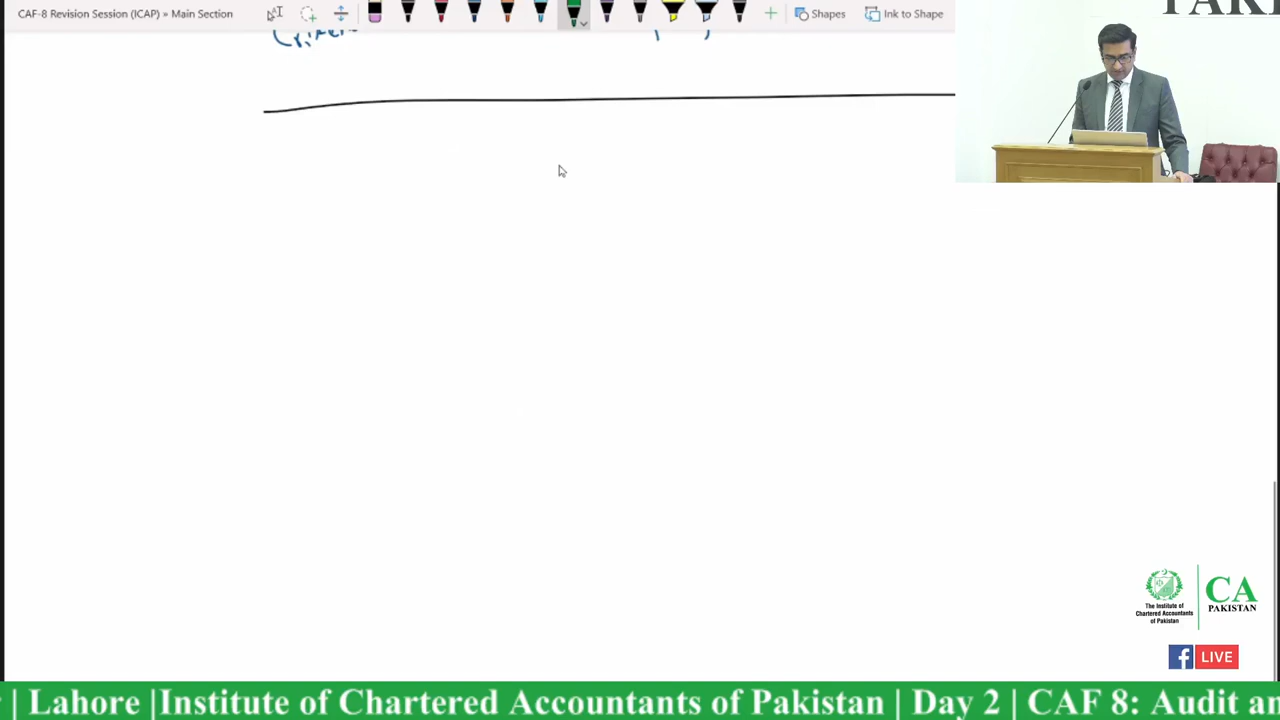 CAF-8 Revision Session (ICAP) » Main Section
Shapes
Ink to Shape
The Institute of
Chartered Accountants
of Pakistan
CA
PAKISTAN
LIVE
| Lahore |Institute of Chartered Accountants of Pakistan | Day 2 | CAF 8: Audit an